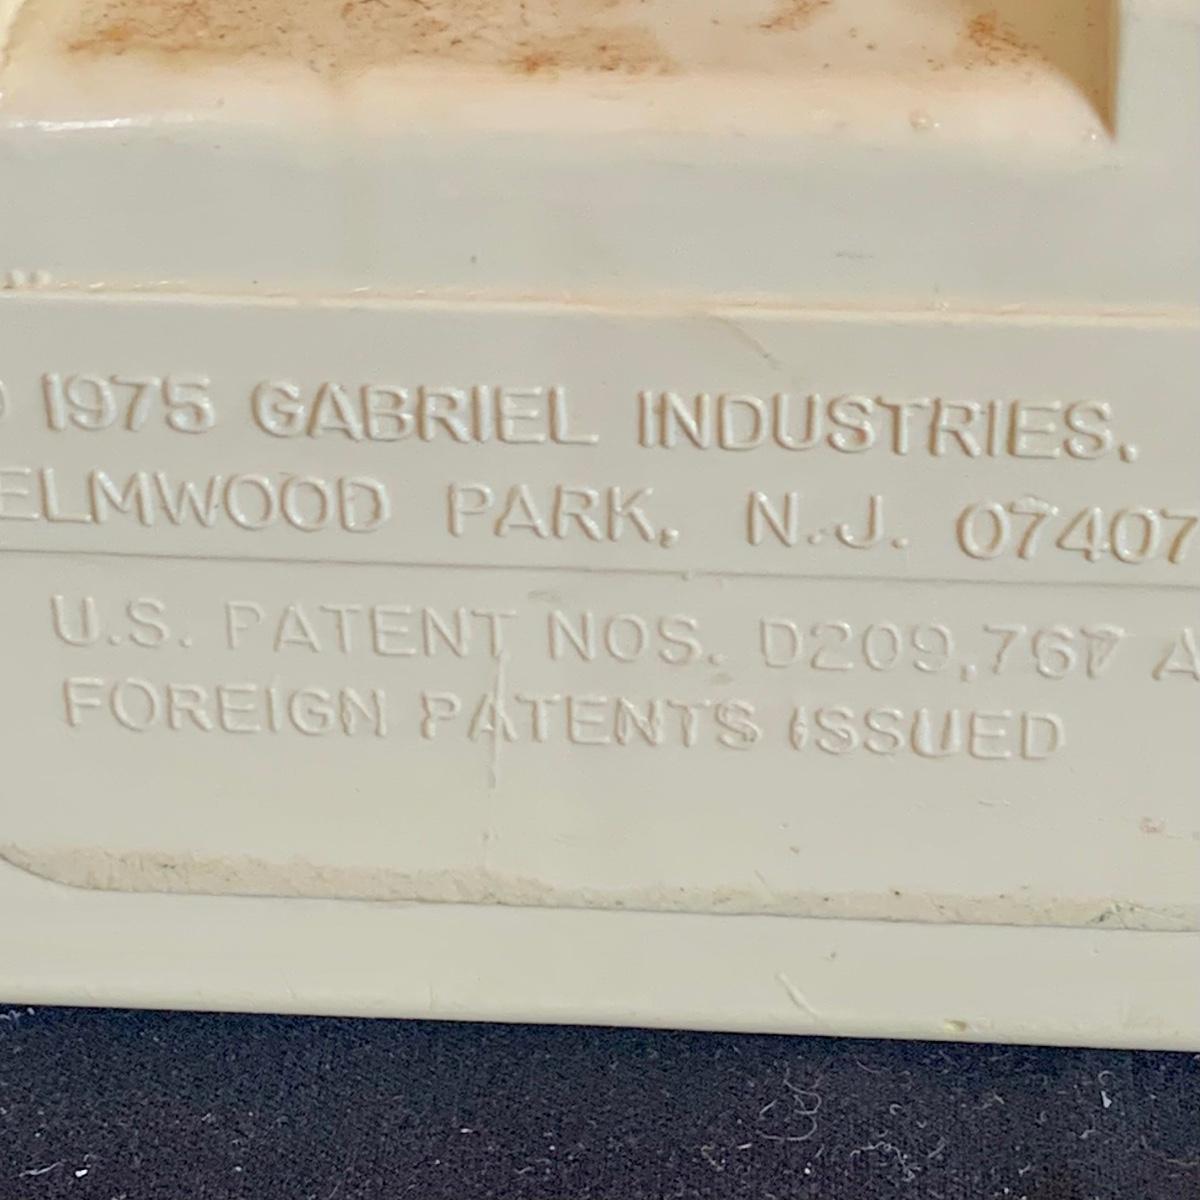 1975 GABRIEL INDUSTRIES,
ELMWOOD PARK, N.J. 07407
U.S. PATENT NOS. D209,767 A
FOREIGN PATENTS ISSUED